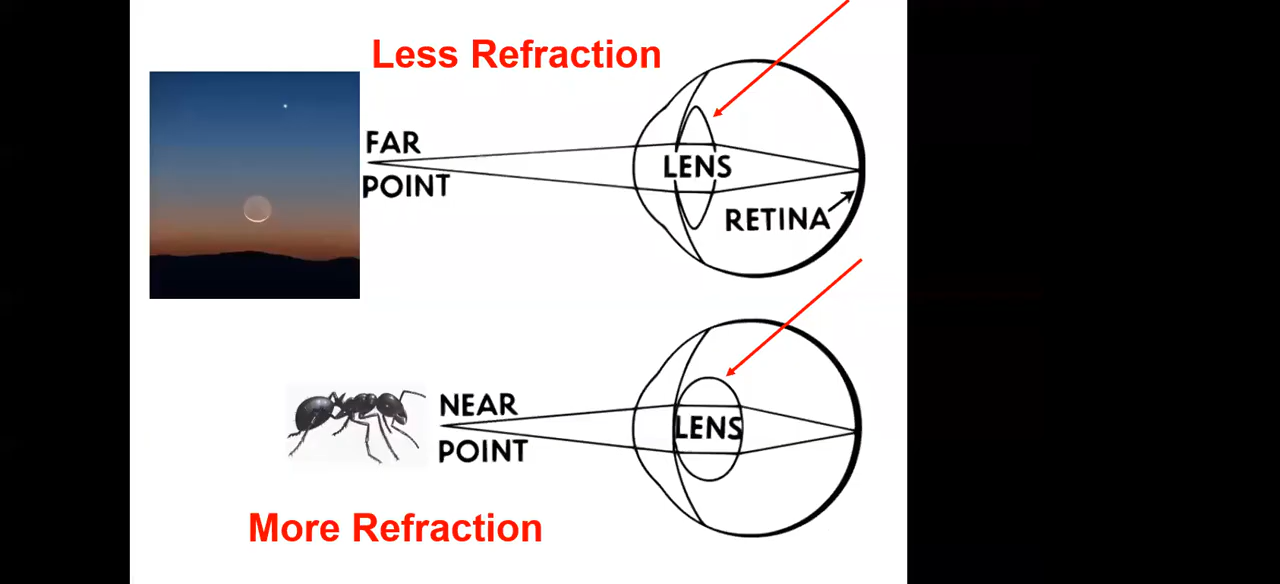 Less Refraction
FAR
POINT
LENS
RETINA
NEAR
POINT
LENS
More Refraction